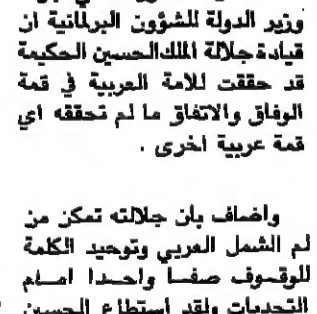 وزير الدولة للشؤون البرلمانية ان
قيادة جلالة الملك الحسين الحكيمة
قد حققت للامة العربية في قمة
الوفاق والاتفاق ما لم تحققه اي
قمة عربية اخرى .
واضاف بان جلالته تمكن من
لم الشمل العربي وتوحيد الكلمة
للوقوف صفا واحدا امام
التحديات ولقد استطاع الحسين